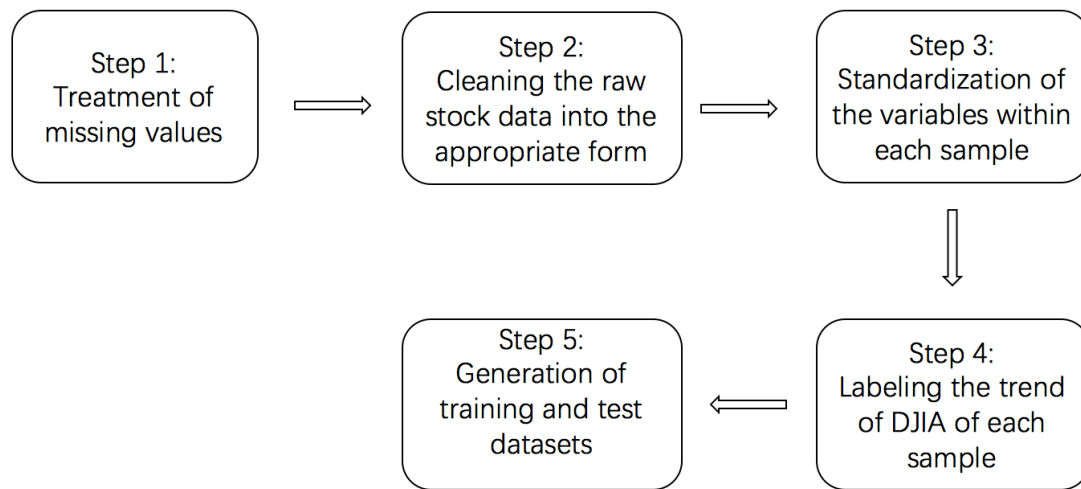 Step 1:
Treatment of
missing values
Step 2:
Cleaning the raw
stock data into the
appropriate form
Step 3:
Standardization of
the variables within
each sample
Step 4:
Labeling the trend
of DJIA of each
sample
Step 5:
Generation of
training and test
datasets